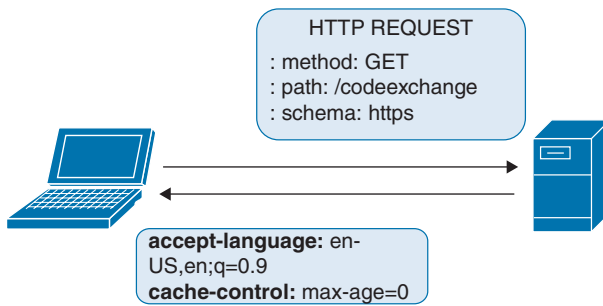 HTTP REQUEST
: method: GET
: path: /codeexchange
: schema: https
accept-language: en-
US,en;q=0.9
cache-control: max-age=0